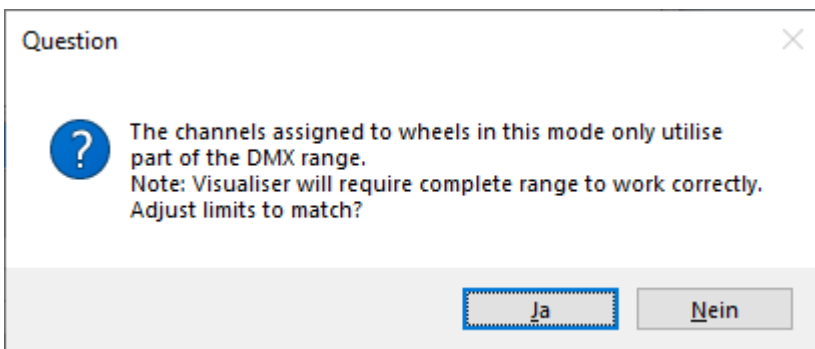 Question
The channels assigned to wheels in this mode only utilise
part of the DMX range.
Note: Visualiser will require complete range to work correctly.
Adjust limits to match?
Ja
Nein